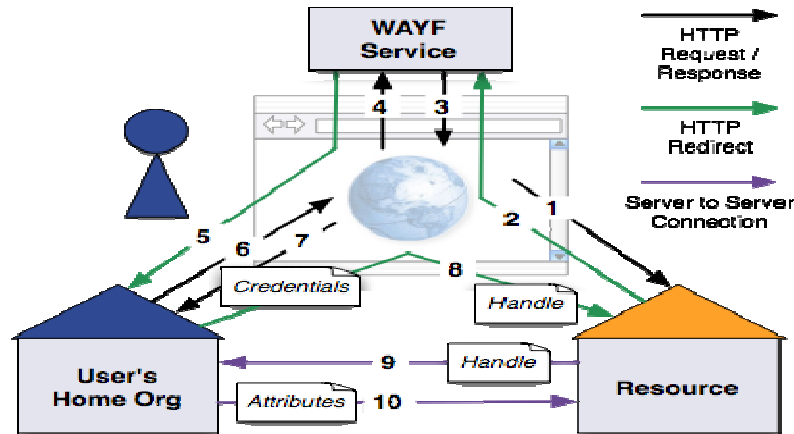 WAYF
Service
HTTP
Request /
Response
HTTP
Redirect
Server to Server
Connection
4
3
1
2
5
6
7
8
Credentials
Handle
9
Handle
User's
Home Org
Resource
Attributes
10